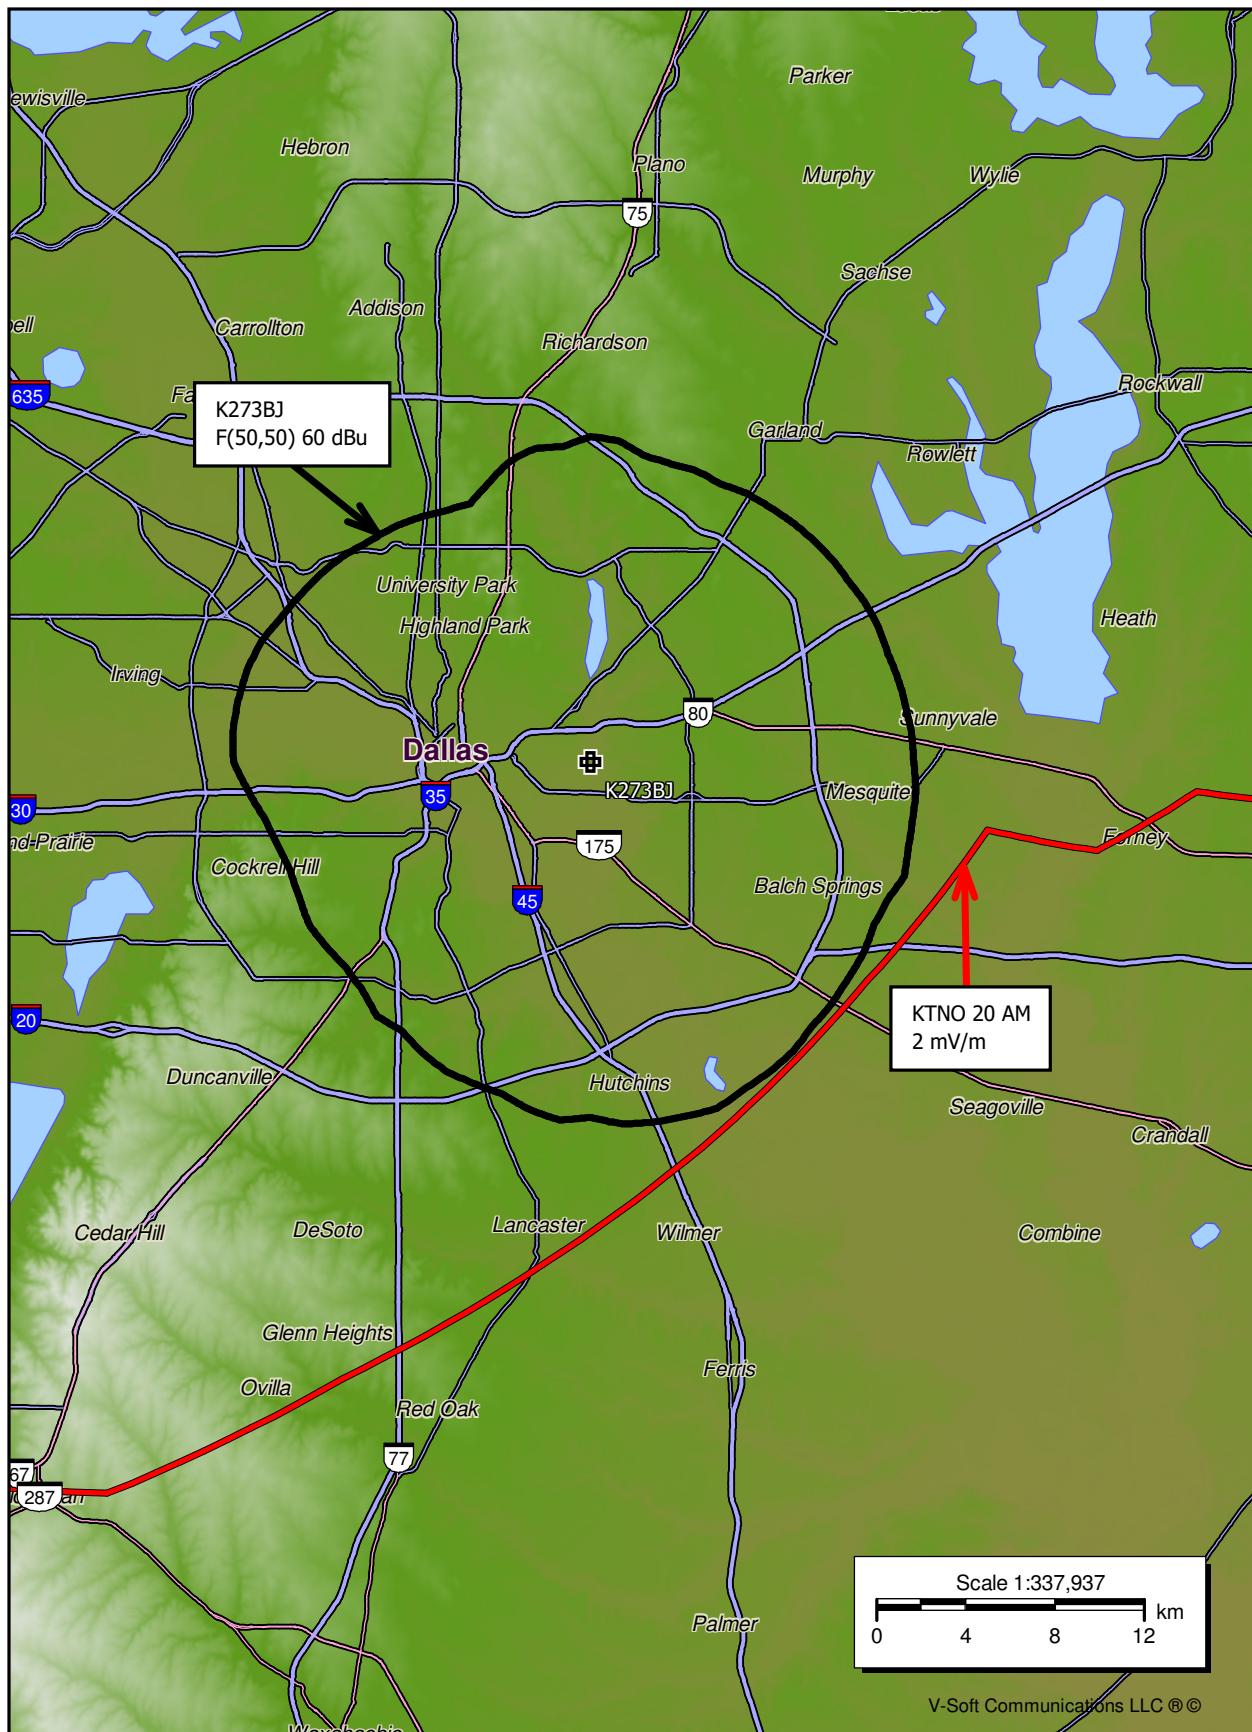 Parker
ewisville
Hebron
Plano
Murphy
Wylie
75
Sachse
Addison
Carrollton
Richardson
635
Rockwall
K273BJ
F(50,50) 60 dBu
Garland
Rowlett
University Park
Highland Park
Heath
Irving
80
Sunnyvale
Dallas
K273BJ
Mesquite
35
30
nd-Prairie
175
Forney
Cockrell Hill
Balch Springs
45
KTNO 20 AM
2 mV/m
20
Duncanville
Hutchins
Seagoville
Crandall
Cedar Hill
DeSoto
Lancaster
Wilmer
Combine
Glenn Heights
Ovilla
Ferris
Red Oak
77
67
287
Scale 1:337,937
km
0 4 8 12
Palmer
V-Soft Communications LLC ® ©